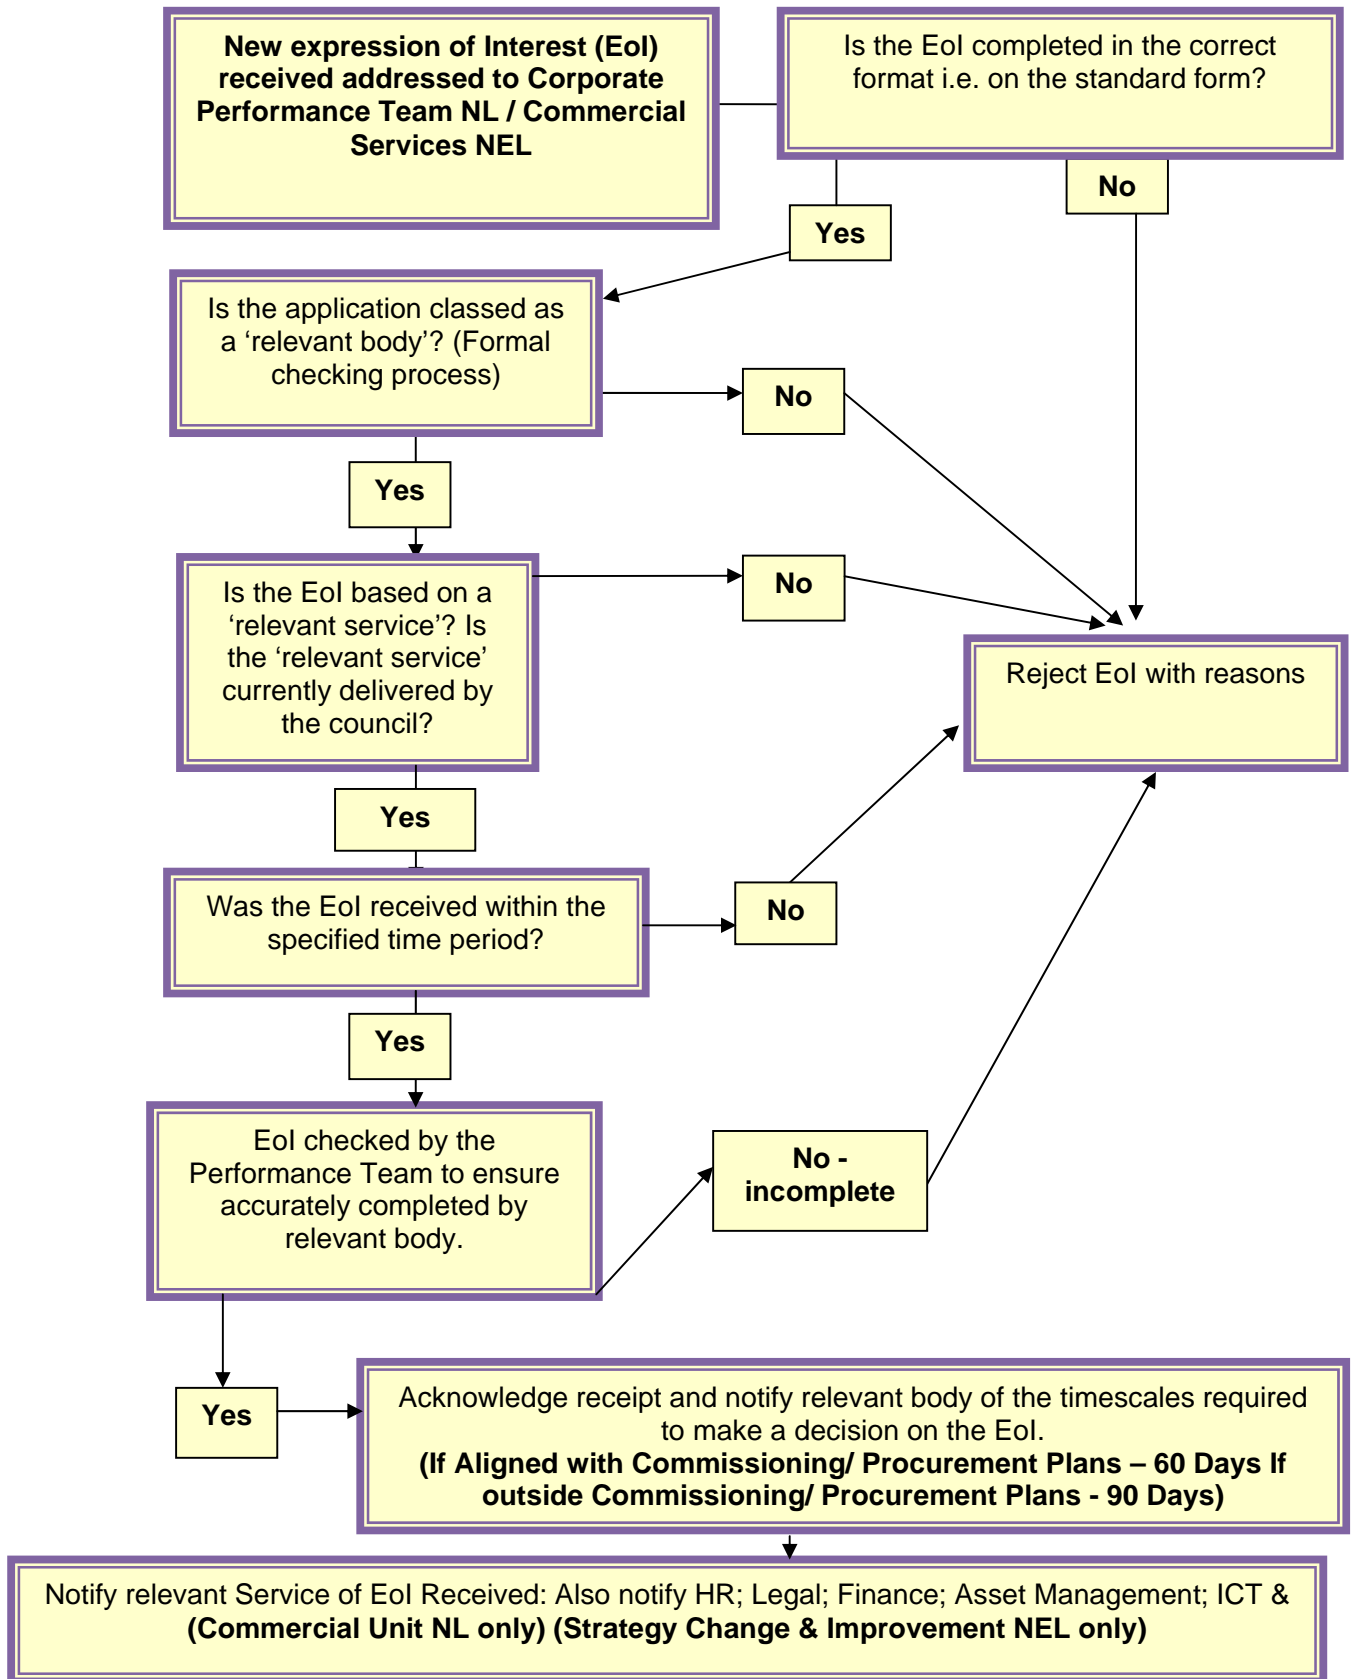 New expression of Interest (EoI)
received addressed to Corporate
Performance Team NL / Commercial
Services NEL
Is the EoI completed in the correct
format i.e. on the standard form?
No
Yes
Is the application classed as
a ‘relevant body’? (Formal
checking process)
No
Yes
Is the EoI based on a
‘relevant service’? Is
the ‘relevant service’
currently delivered by
the council?
No
Reject EoI with reasons
Yes
Was the EoI received within the
specified time period?
No
Yes
EoI checked by the
Performance Team to ensure
accurately completed by
relevant body.
No -
incomplete
Yes
Acknowledge receipt and notify relevant body of the timescales required
to make a decision on the EoI.
(If Aligned with Commissioning/ Procurement Plans – 60 Days If
outside Commissioning/ Procurement Plans - 90 Days)
Notify relevant Service of EoI Received: Also notify HR; Legal; Finance; Asset Management; ICT &
(Commercial Unit NL only) (Strategy Change & Improvement NEL only)